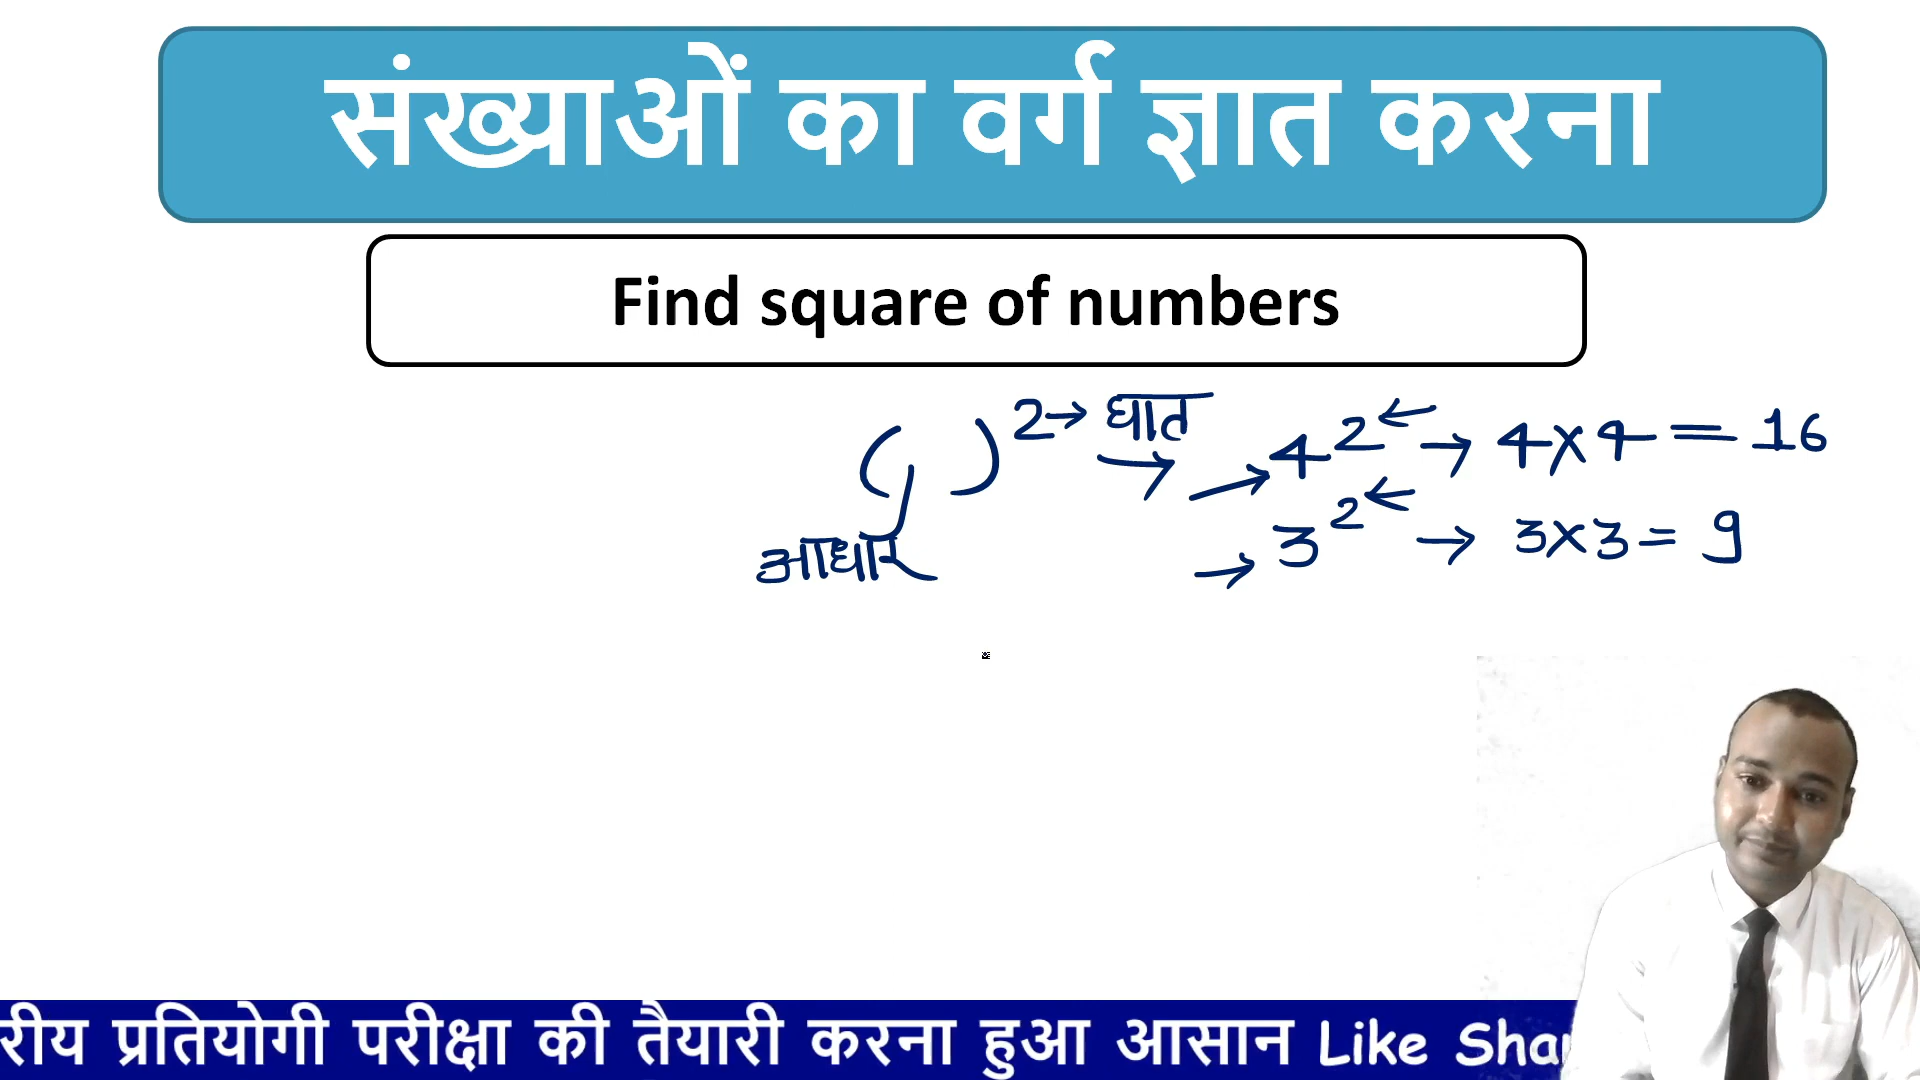 संख्याओं का वर्ग ज्ञात करना
Find square of numbers
( )² → घात → → 4² ← → 4×4 = 16
आधार → 3² ← → 3×3 = 9
रीय प्रतियोगी परीक्षा की तैयारी करना हुआ आसान Like Shar